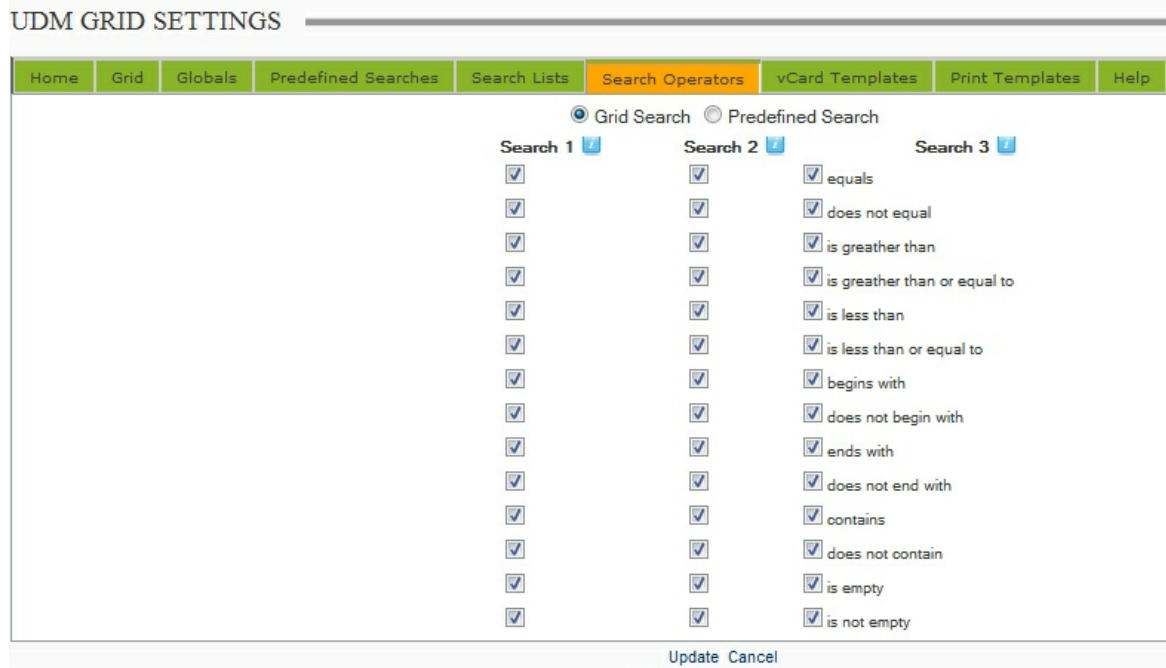 UDM GRID SETTINGS
Home Grid Globals Predefined Searches Search Lists Search Operators vCard Templates Print Templates Help
Grid Search Predefined Search
Search 1 Search 2 Search 3
equals
does not equal
is greather than
is greather than or equal to
is less than
is less than or equal to
begins with
does not begin with
ends with
does not end with
contains
does not contain
is empty
is not empty
Update Cancel